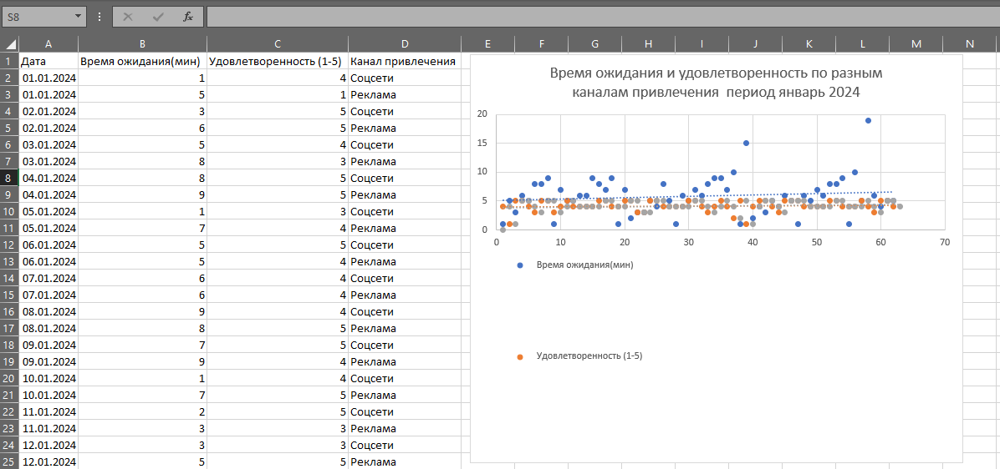 S8
fx
A B C D E F G H I J K L M N
1 Дата Время ожидания(мин) Удовлетворенность (1-5) Канал привлечения
2 01.01.2024 1 4 Соцсети
3 01.01.2024 5 1 Реклама
4 02.01.2024 3 5 Соцсети
5 02.01.2024 6 5 Реклама
6 03.01.2024 5 4 Соцсети
7 03.01.2024 8 3 Реклама
8 04.01.2024 8 5 Соцсети
9 04.01.2024 9 5 Реклама
10 05.01.2024 1 3 Соцсети
11 05.01.2024 7 4 Реклама
12 06.01.2024 5 5 Соцсети
13 06.01.2024 5 4 Реклама
14 07.01.2024 6 4 Соцсети
15 07.01.2024 6 4 Реклама
16 08.01.2024 9 4 Соцсети
17 08.01.2024 8 5 Реклама
18 09.01.2024 7 5 Соцсети
19 09.01.2024 9 4 Реклама
20 10.01.2024 1 4 Соцсети
21 10.01.2024 7 5 Реклама
22 11.01.2024 2 5 Соцсети
23 11.01.2024 3 3 Реклама
24 12.01.2024 3 3 Соцсети
25 12.01.2024 5 5 Реклама
Время ожидания и удовлетворенность по разным
каналам привлечения период январь 2024
20
15
10
5
0
0 10 20 30 40 50 60 70
Время ожидания(мин)
Удовлетворенность (1-5)